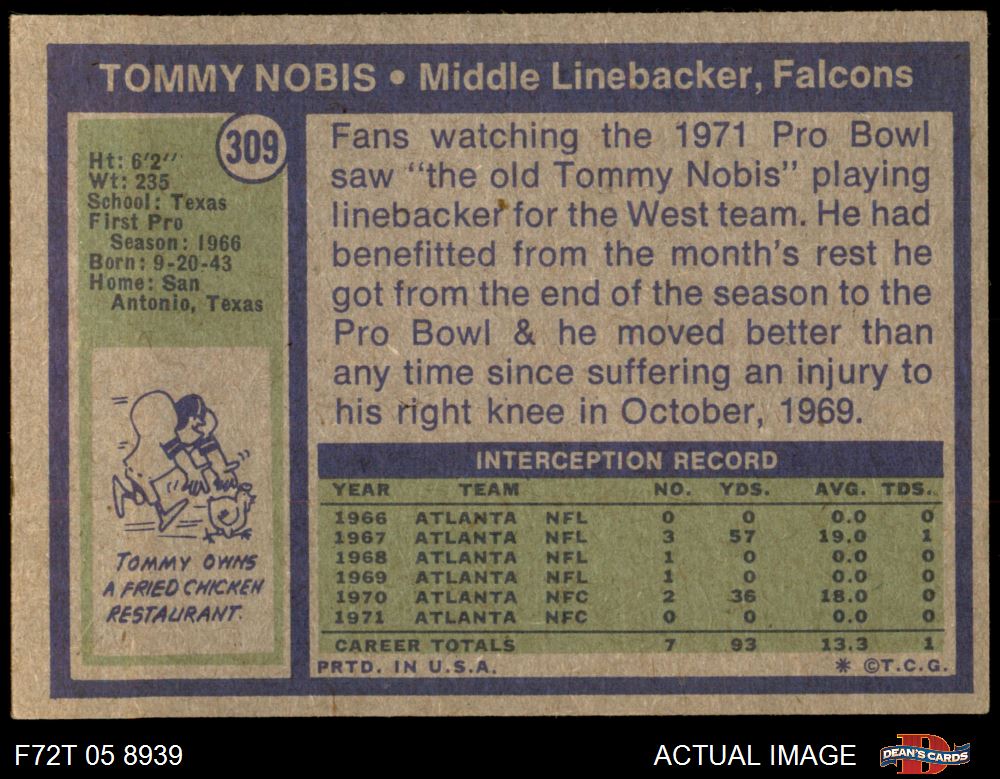 TOMMY NOBIS • Middle Linebacker, Falcons
309
Ht: 6'2"
Wt: 235
School: Texas
First Pro
Season: 1966
Born: 9-20-43
Home: San
Antonio, Texas
TOMMY OWNS
A FRIED CHICKEN
RESTAURANT.
Fans watching the 1971 Pro Bowl
saw "the old Tommy Nobis" playing
linebacker for the West team. He had
benefitted from the month's rest he
got from the end of the season to the
Pro Bowl & he moved better than
any time since suffering an injury to
his right knee in October, 1969.
INTERCEPTION RECORD
YEAR TEAM NO. YDS. AVG. TDS.
1966 ATLANTA NFL 0 0 0.0 0
1967 ATLANTA NFL 3 57 19.0 1
1968 ATLANTA NFL 1 0 0.0 0
1969 ATLANTA NFL 1 0 0.0 0
1970 ATLANTA NFC 2 36 18.0 0
1971 ATLANTA NFC 0 0 0.0 0
CAREER TOTALS 7 93 13.3 1
PRTD. IN U.S.A. * ©T.C.G.
F72T 05 8939 ACTUAL IMAGE DEAN'S CARDS